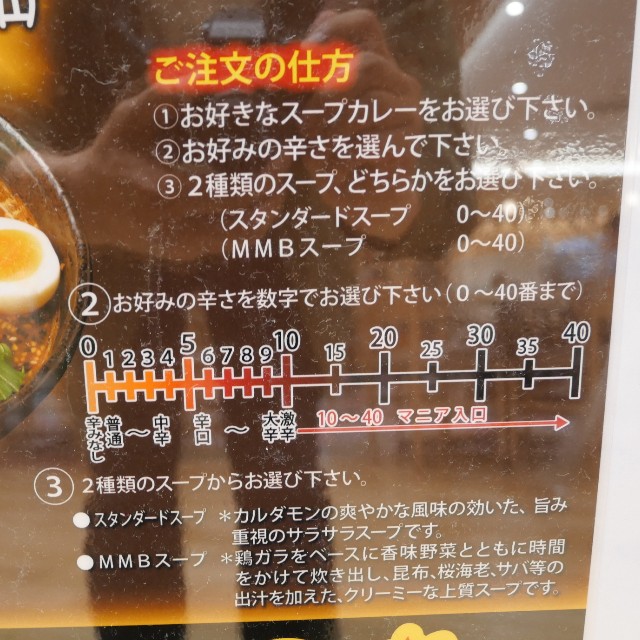 ご注文の仕方
①お好きなスープカレーをお選び下さい。
②お好みの辛さを選んで下さい
③2種類のスープ、どちらかをお選び下さい。
（スタンダードスープ 0〜40）
（MMBスープ 0〜40）
②お好みの辛さを数字でお選び下さい（0〜40番まで）
0 1 2 3 4 5 6 7 8 9 10 15 20 25 30 35 40
辛みなし 普通 〜 中辛 辛口 〜 大辛 激辛 10〜40 マニア入口
③2種類のスープからお選び下さい。
●スタンダードスープ ＊カルダモンの爽やかな風味の効いた、旨み
重視のサラサラスープです。
●MMBスープ ＊鶏ガラをベースに香味野菜とともに時間
をかけて炊き出し、昆布、桜海老、サバ等の
出汁を加えた、クリーミーな上質スープです。